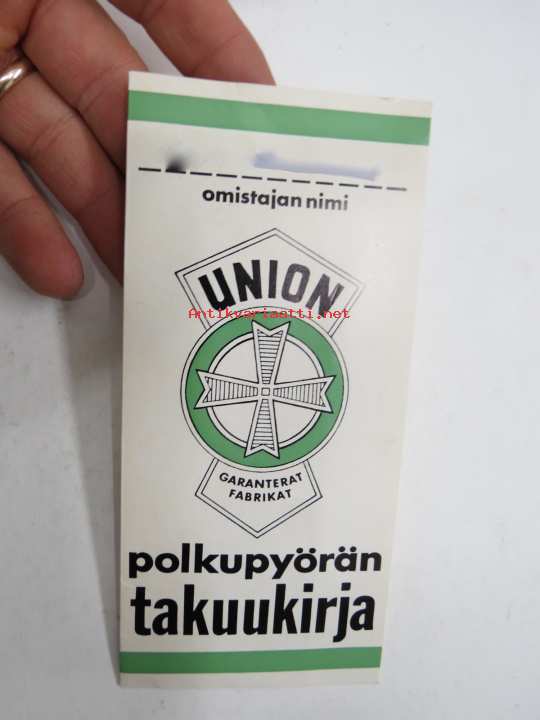 omistajan nimi
UNION
Antikvariaatti.net
GARANTERAT
FABRIKAT
polkupyörän
takuukirja